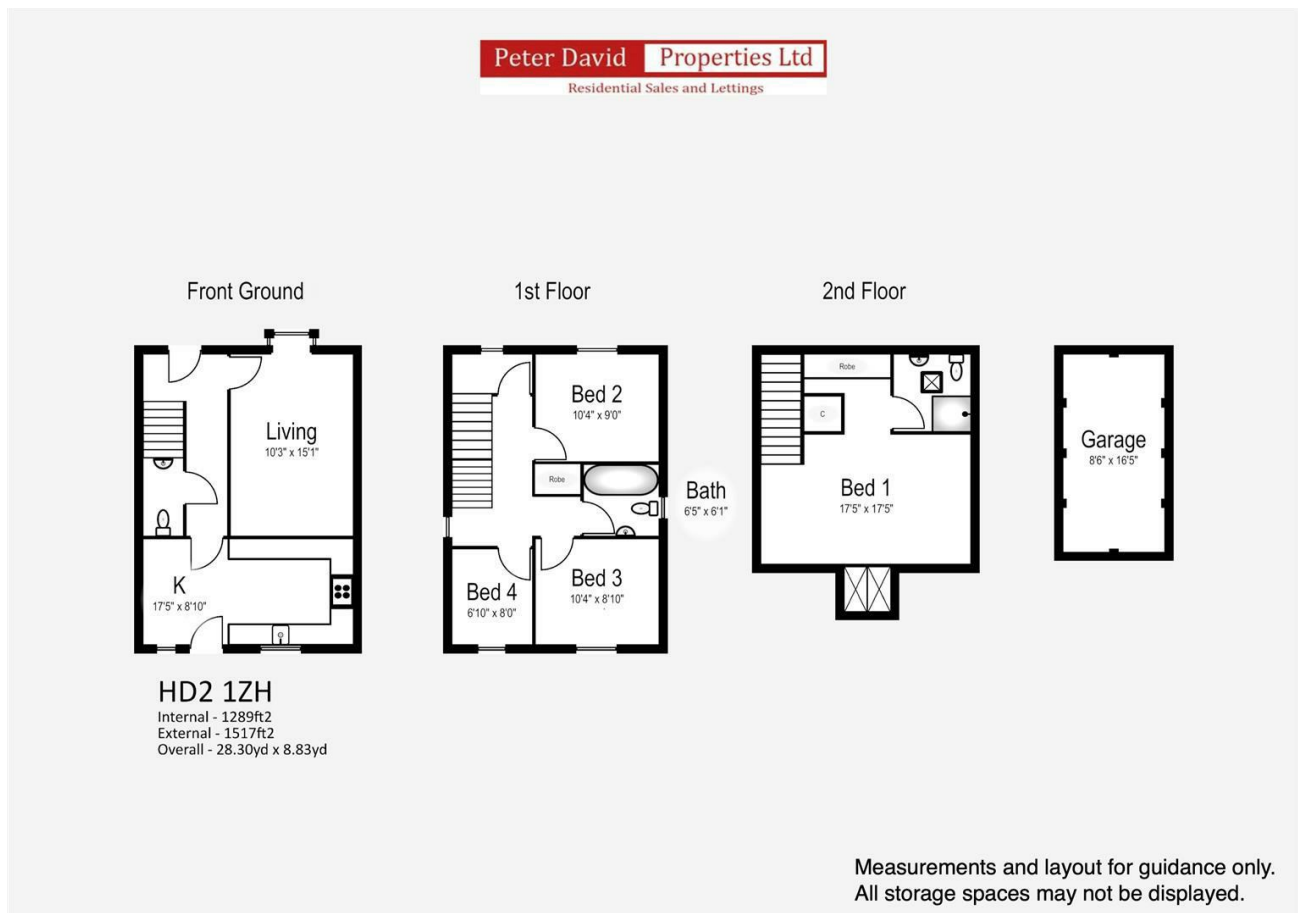 Peter David Properties Ltd
Residential Sales and Lettings
Front Ground
1st Floor
2nd Floor
Living
10'3" x 15'1"
K
17'5" x 8'10"
Bed 2
10'4" x 9'0"
Robe
Bath
6'5" x 6'1"
Bed 4
6'10" x 8'0"
Bed 3
10'4" x 8'10"
Robe
C
Bed 1
17'5" x 17'5"
Garage
8'6" x 16'5"
HD2 1ZH
Internal - 1289ft2
External - 1517ft2
Overall - 28.30yd x 8.83yd
Measurements and layout for guidance only.
All storage spaces may not be displayed.